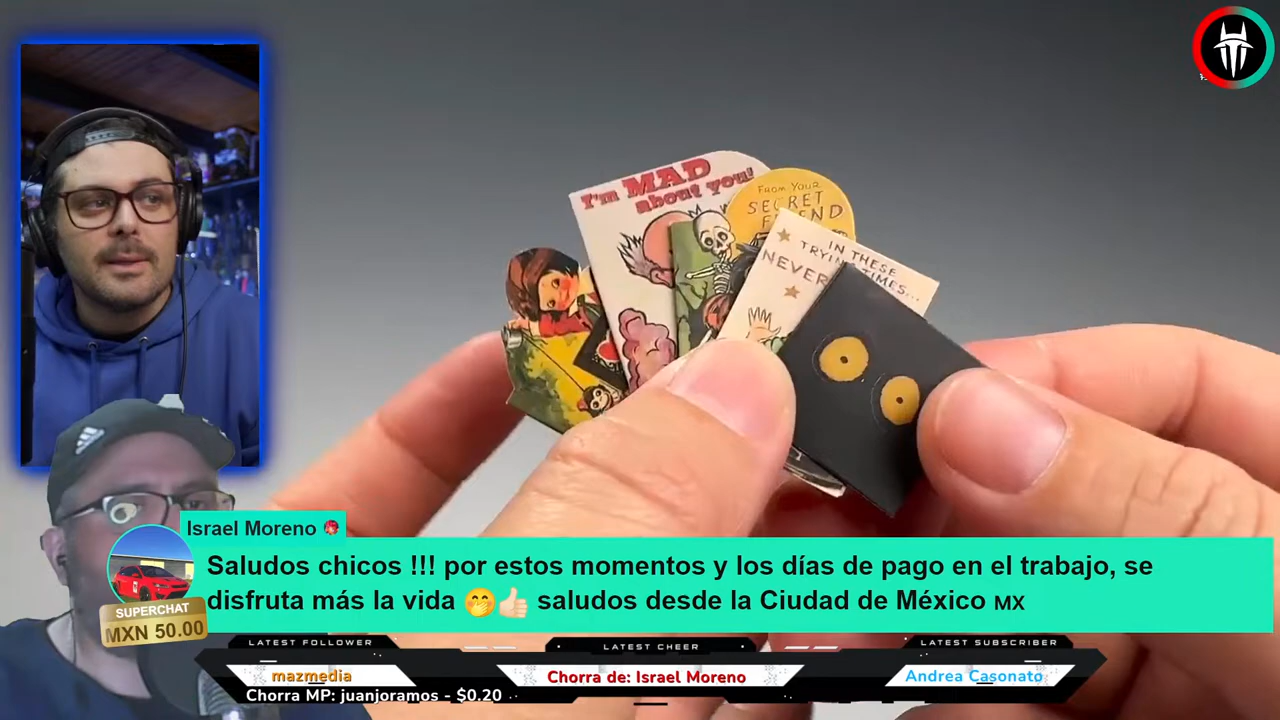 I'm MAD
about you!
FROM YOUR
SECRET
IN THESE
TIMES...
NEVER
Israel Moreno
Saludos chicos !!! por estos momentos y los días de pago en el trabajo, se
disfruta más la vida 🤭👍🏻 saludos desde la Ciudad de México MX
SUPERCHAT
MXN 50.00
LATEST FOLLOWER
mazmedia
LATEST CHEER
Chorra de: Israel Moreno
LATEST SUBSCRIBER
Andrea Casonato
Chorra MP: juanjoramos - $0.20